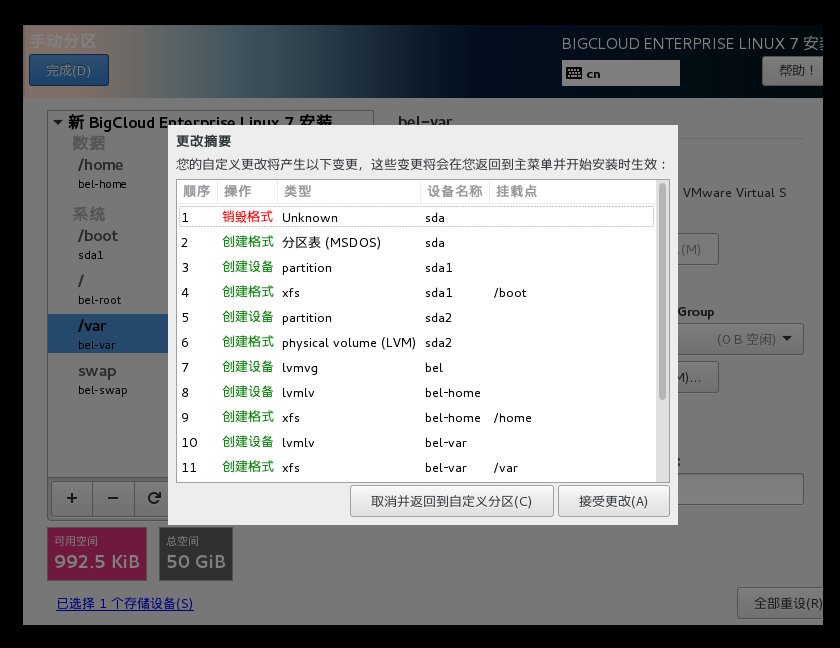 手动分区
BIGCLOUD ENTERPRISE LINUX 7 安装
完成(D)
cn
帮助！
新 BigCloud Enterprise Linux 7 安装
bel-var
数据
/home
bel-home
系统
/boot
sda1
/
bel-root
/var
bel-var
swap
bel-swap
VMware Virtual S
(M)
Group
(0 B 空闲)
M)...
:
更改摘要
您的自定义更改将产生以下变更，这些变更将会在您返回到主菜单并开始安装时生效：
顺序 操作 类型 设备名称 挂载点
1 销毁格式 Unknown sda
2 创建格式 分区表 (MSDOS) sda
3 创建设备 partition sda1
4 创建格式 xfs sda1 /boot
5 创建设备 partition sda2
6 创建格式 physical volume (LVM) sda2
7 创建设备 lvmvg bel
8 创建设备 lvmlv bel-home
9 创建格式 xfs bel-home /home
10 创建设备 lvmlv bel-var
11 创建格式 xfs bel-var /var
取消并返回到自定义分区(C) 接受更改(A)
+ −
可用空间
992.5 KiB
总空间
50 GiB
已选择 1 个存储设备(S)
全部重设(R)